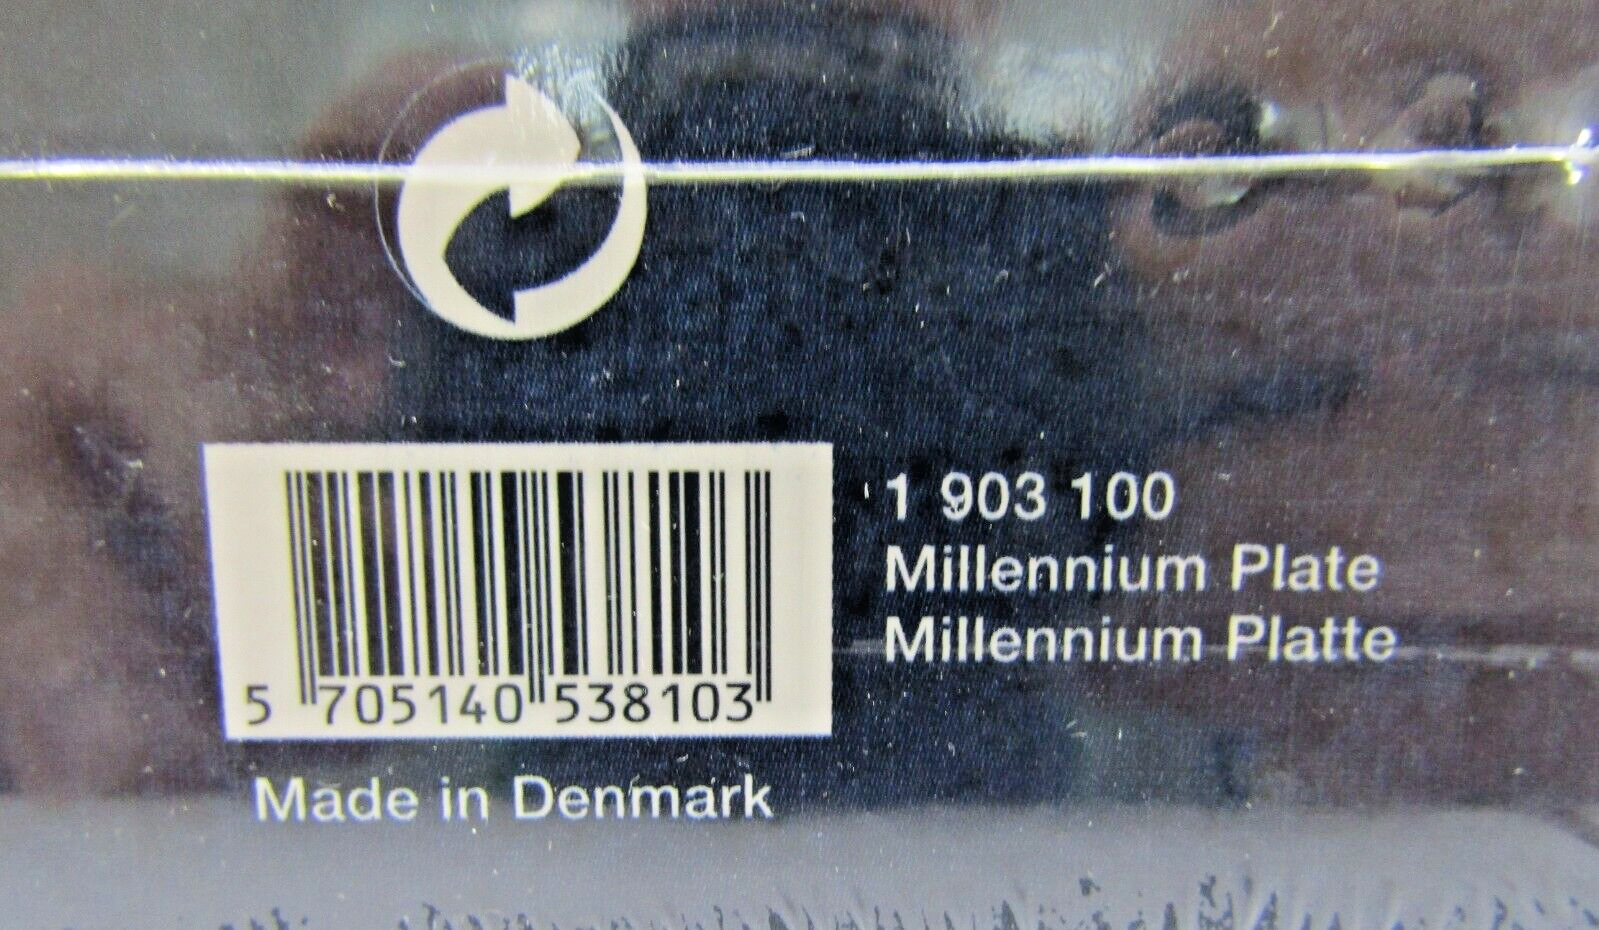 1 903 100
Millennium Plate
Millennium Platte
5 705140 538103
Made in Denmark